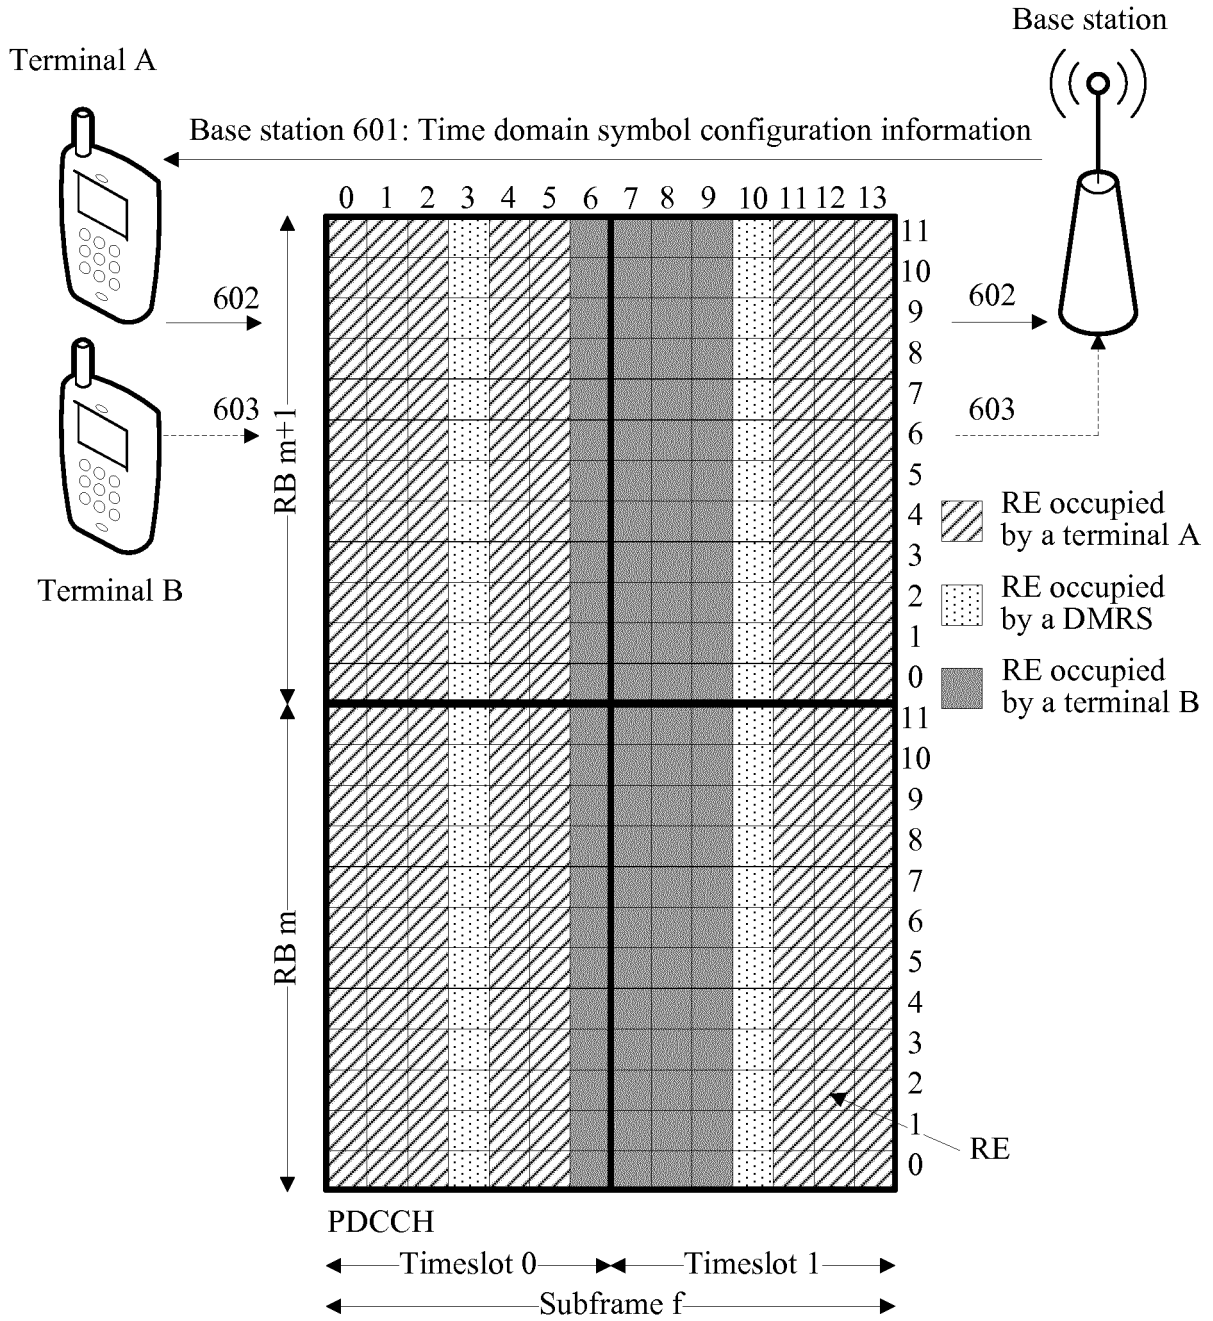 Base station
Terminal A
Base station 601: Time domain symbol configuration information
0 1 2 3 4 5 6 7 8 9 10 11 12 13
11
10
602
602
9
8
7
603
603
6
RB m+1
5
RE occupied
by a terminal A
4
3
Terminal B
RE occupied
by a DMRS
2
1
RE occupied
by a terminal B
0
11
10
9
8
7
6
RB m
5
4
3
2
1
RE
0
PDCCH
Timeslot 0
Timeslot 1
Subframe f